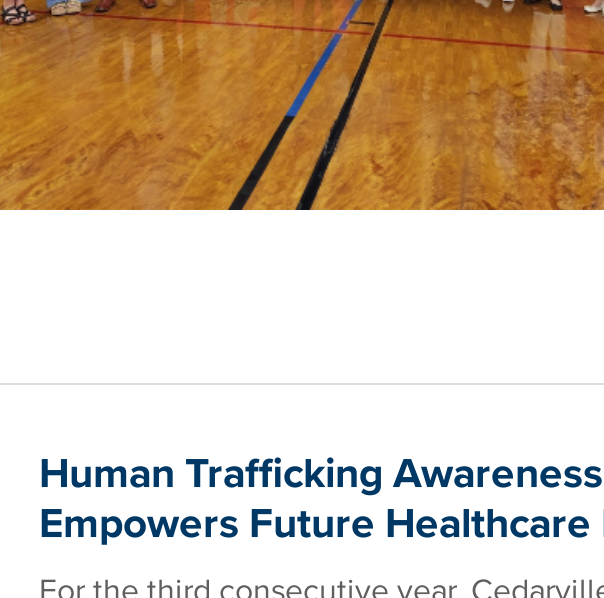 Human Trafficking Awareness
Empowers Future Healthcare
For the third consecutive year, Cedarville